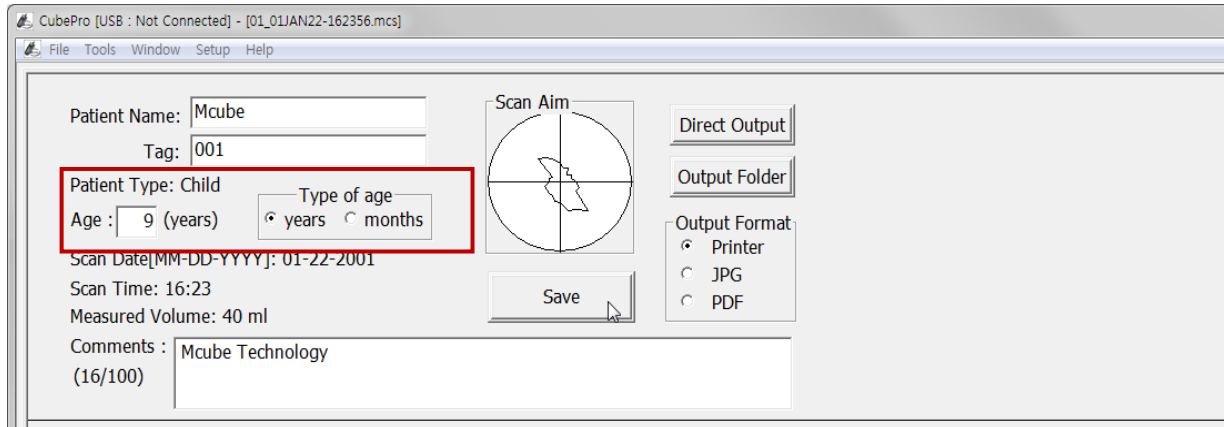 CubePro [USB : Not Connected] - [01_01JAN22-162356.mcs]
File Tools Window Setup Help
Patient Name: Mcube
Tag: 001
Patient Type: Child
Age : 9 (years)
Type of age
years months
Scan Date[MM-DD-YYYY]: 01-22-2001
Scan Time: 16:23
Measured Volume: 40 ml
Comments : Mcube Technology
(16/100)
Scan Aim
Save
Direct Output
Output Folder
Output Format
Printer
JPG
PDF